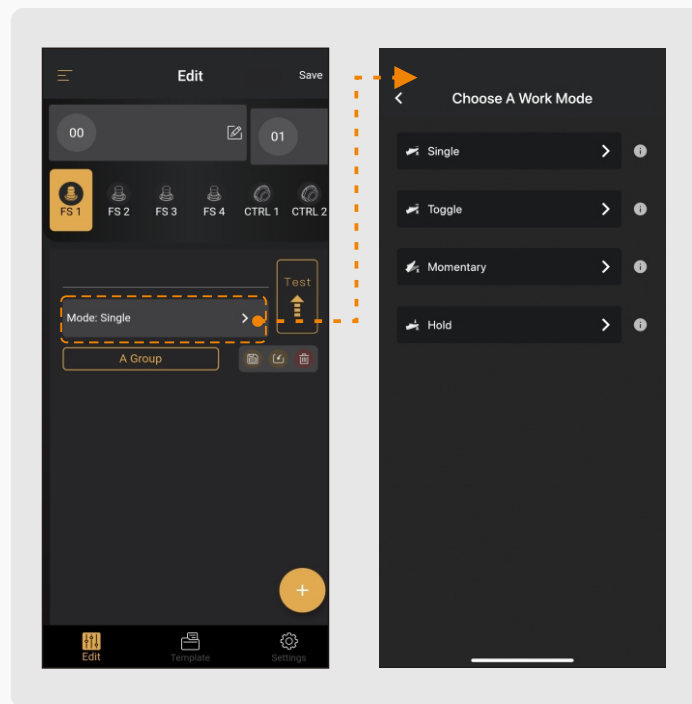 Edit
Save
00
01
FS 1
FS 2
FS 3
FS 4
CTRL 1
CTRL 2
Test
Mode: Single
A Group
Edit
Template
Settings
Choose A Work Mode
Single
Toggle
Momentary
Hold